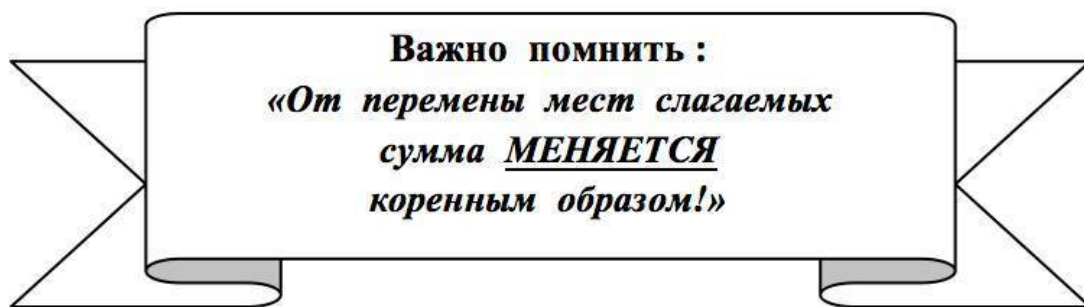 Важно помнить :
«От перемены мест слагаемых
сумма МЕНЯЕТСЯ
коренным образом!»